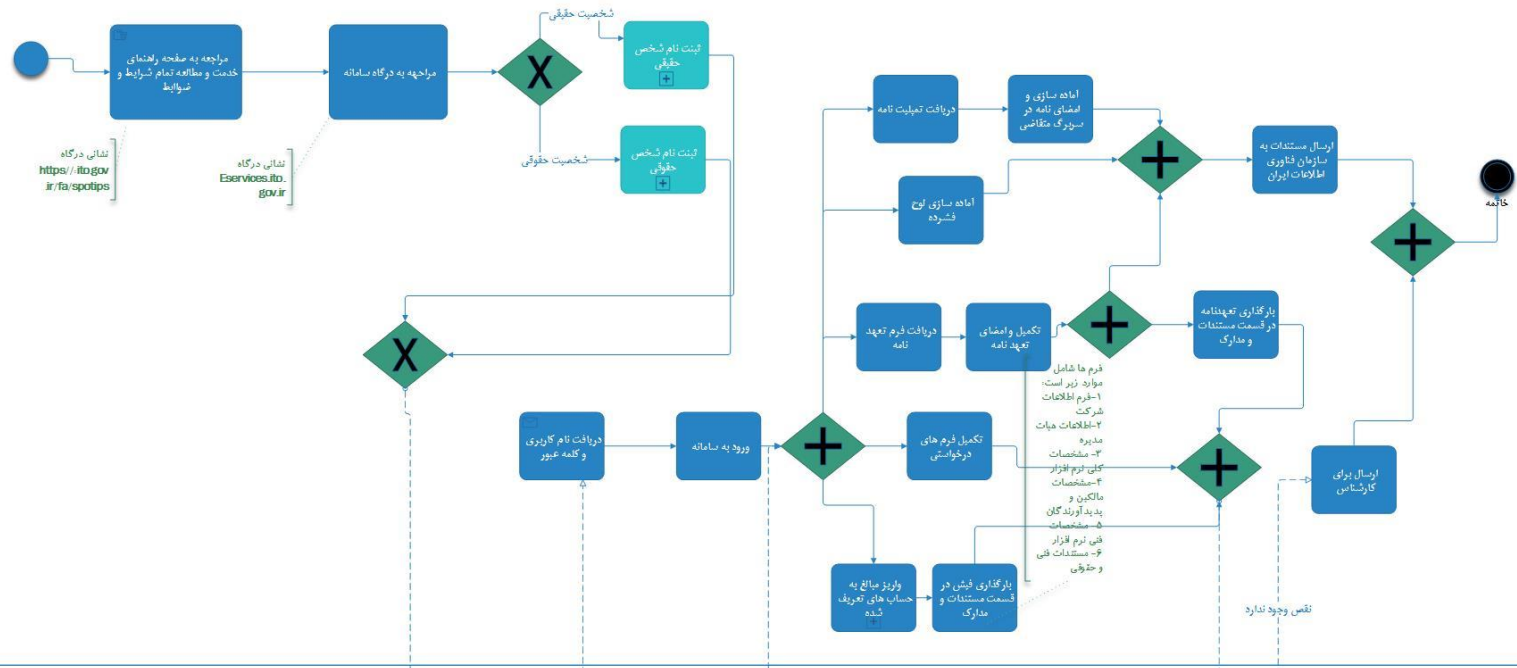 مراجعه به صفحه راهنمای
خدمت و مطالعه تمام شرایط و
ضوابط
نشانی درگاه
https//:ito.gov
.ir/fa/spotips
مراجهه به درگاه سامانه
نشانی درگاه
Eservices.ito.
gov.ir
X
شخصیت حقیقی
ثبت نام شخص
حقیقی
شخصیت حقوقی
ثبت نام شخص
حقوقی
X
دریافت نام کاربری
و کلمه عبور
ورود به سامانه
دریافت تمپلیت نامه
آماده سازی و
امضای نامه در
سربرگ متقاضی
آماده سازی لوح
فشرده
ارسال مستندات به
سازمان فناوری
اطلاعات ایران
خاتمه
دریافت فرم تعهد
نامه
تکمیل و امضای
تعهد نامه
بارگذاری تعهدنامه
در قسمت مستندات
و مدارک
فرم ها شامل
موارد زیر است:
۱-فرم اطلاعات
شرکت
۲-اطلاعات هیات
مدیره
۳- مشخصات
کلی نرم افزار
۴-مشخصات
مالکین و
پدیدآورندگان
۵- مشخصات
فنی نرم افزار
۶- مستندات فنی
و حقوقی
تکمیل فرم های
درخواستی
ارسال برای
کارشناس
واریز مبالغ به
حساب های تعریف
شده
بارگذاری فیش در
قسمت مستندات و
مدارک
نقص وجود ندارد